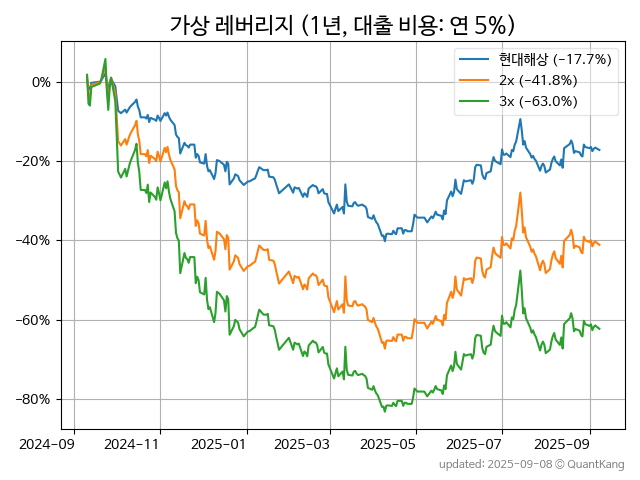 가상 레버리지 (1년, 대출 비용: 연 5%)
현대해상 (−17.7%)
2x (−41.8%)
3x (−63.0%)
0%
−20%
−40%
−60%
−80%
2024−09 2024−11 2025−01 2025−03 2025−05 2025−07 2025−09
updated: 2025-09-08 © QuantKang